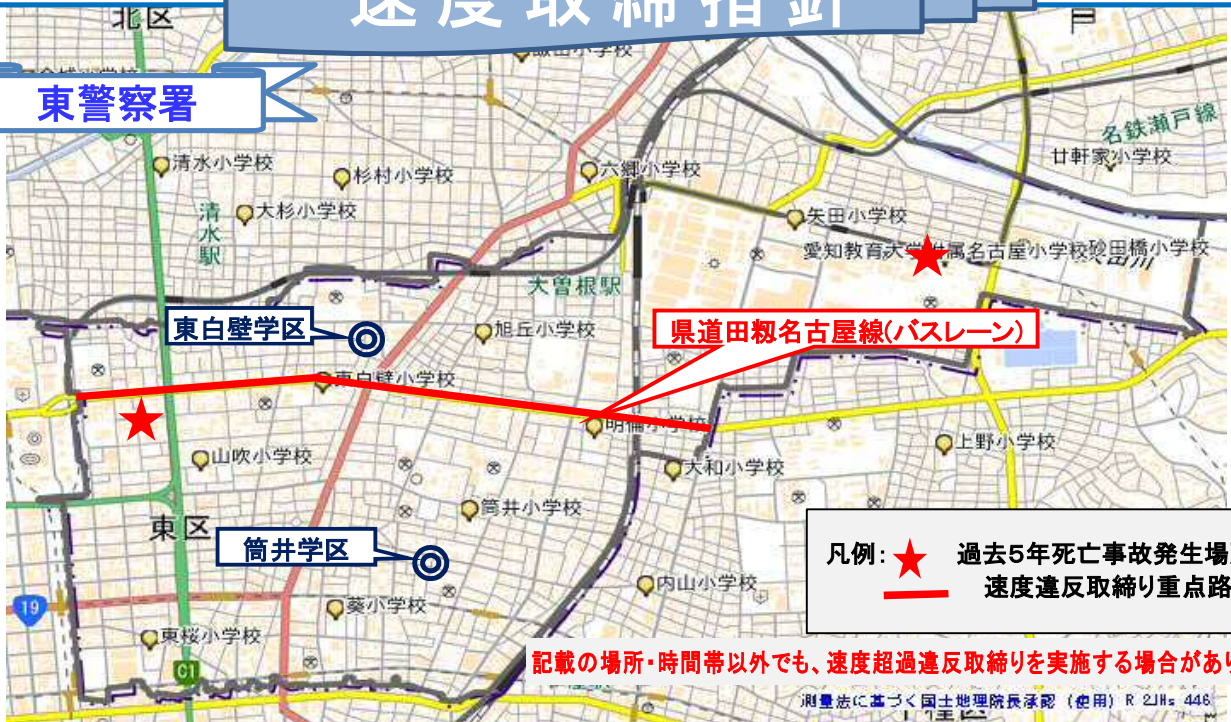 速度取締指針
北区
東警察署
名鉄瀬戸線
廿軒家小学校
清水小学校
杉村小学校
六郷小学校
清水駅
大杉小学校
矢田小学校
愛知教育大学附属名古屋小学校
砂田橋小学校
大曽根駅
東白壁学区
旭丘小学校
県道田籾名古屋線(バスレーン)
東白壁小学校
明倫小学校
上野小学校
山吹小学校
大和小学校
筒井小学校
東区
筒井学区
凡例:★ 過去5年死亡事故発生場
速度違反取締り重点路
内山小学校
19
葵小学校
東桜小学校
C1
記載の場所・時間帯以外でも、速度超過違反取締りを実施する場合があり
測量法に基づく国土地理院長承認 (使用) R 2JHs 446